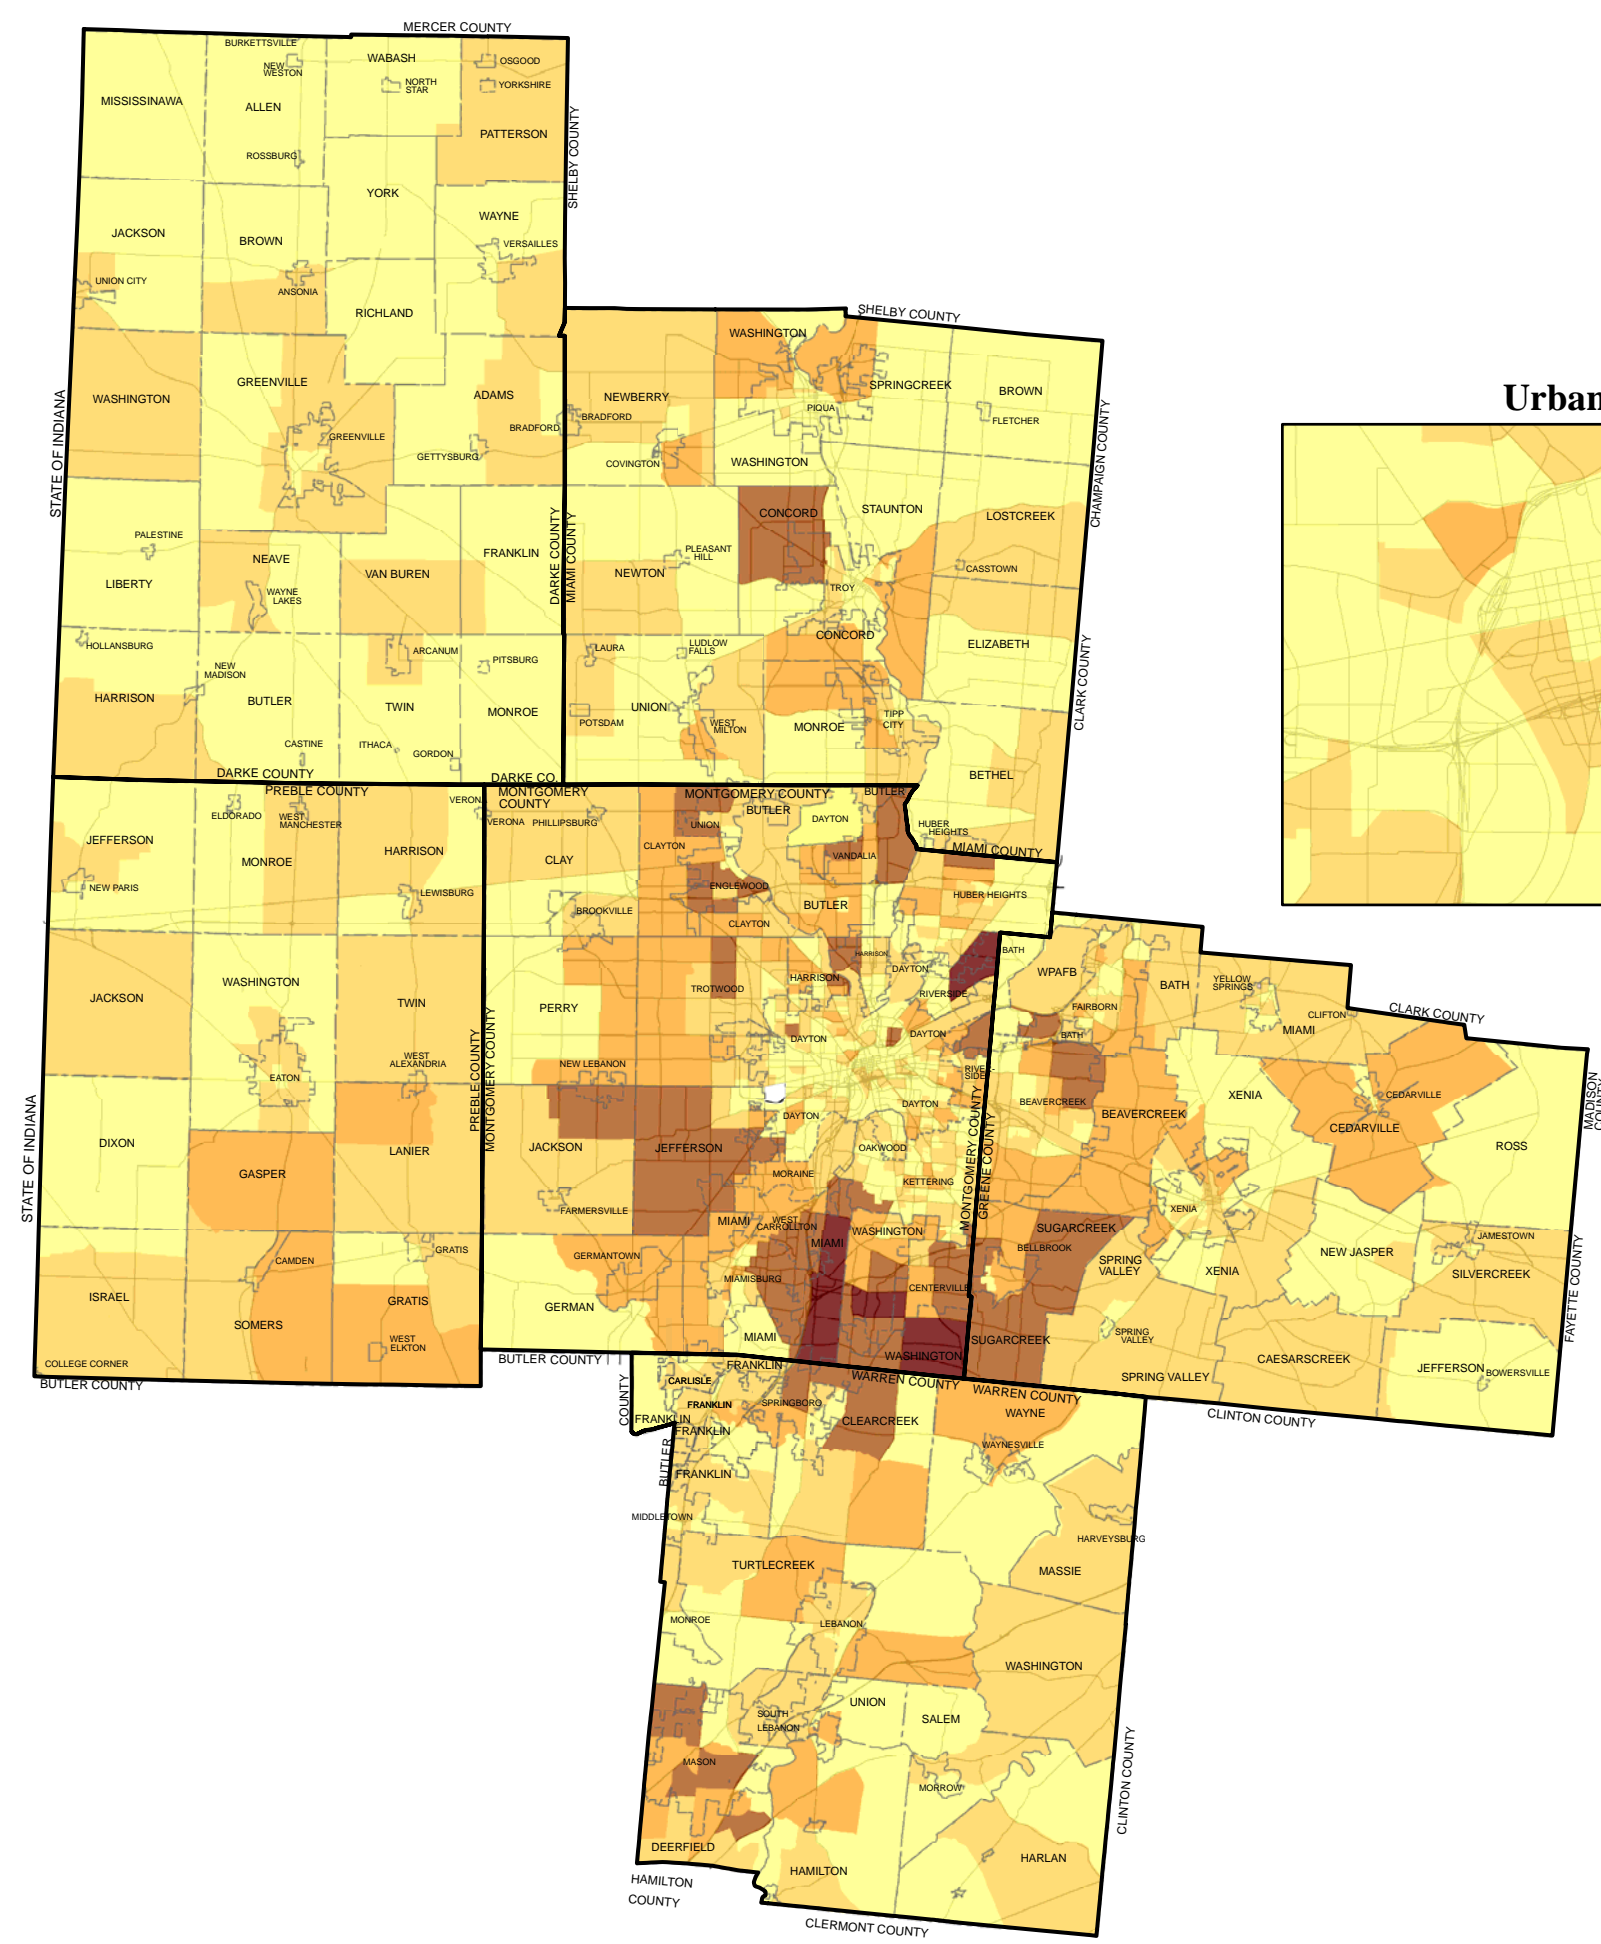 MERCER COUNTY
BURKETTSVILLE
NEW
WESTON
WABASH
OSGOOD
NORTH
STAR
YORKSHIRE
MISSISSINAWA
ALLEN
PATTERSON
SHELBY COUNTY
ROSSBURG
YORK
WAYNE
JACKSON
BROWN
VERSAILLES
UNION CITY
ANSONIA
RICHLAND
SHELBY COUNTY
WASHINGTON
GREENVILLE
SPRINGCREEK
BROWN
STATE OF INDIANA
WASHINGTON
ADAMS
NEWBERRY
PIQUA
FLETCHER
CHAMPAIGN COUNTY
Urban
BRADFORD
BRADFORD
GREENVILLE
GETTYSBURG
COVINGTON
WASHINGTON
CONCORD
STAUNTON
LOSTCREEK
PALESTINE
DARKE COUNTY
MIAMI COUNTY
NEAVE
FRANKLIN
PLEASANT
HILL
LIBERTY
VAN BUREN
NEWTON
CASSTOWN
WAYNE
LAKES
TROY
HOLLANSBURG
ARCANUM
PITSBURG
LAURA
LUDLOW
FALLS
CONCORD
ELIZABETH
NEW
MADISON
HARRISON
BUTLER
TWIN
MONROE
UNION
POTSDAM
WEST
MILTON
MONROE
TIPP
CITY
CLARK COUNTY
CASTINE
ITHACA
GORDON
BETHEL
DARKE COUNTY
DARKE CO.
PREBLE COUNTY
MONTGOMERY
COUNTY
MONTGOMERY COUNTY
BUTLER
VERONA
VERONA
PHILLIPSBURG
ELDORADO
WEST
MANCHESTER
UNION
BUTLER
DAYTON
HUBER
HEIGHTS
JEFFERSON
MONROE
HARRISON
CLAY
CLAYTON
VANDALIA
MIAMI COUNTY
NEW PARIS
LEWISBURG
ENGLEWOOD
HUBER HEIGHTS
BROOKVILLE
BUTLER
CLAYTON
HARRISON
BATH
DAYTON
WPAFB
BATH
YELLOW
SPRINGS
JACKSON
WASHINGTON
TWIN
PERRY
TROTWOOD
HARRISON
RIVERSIDE
FAIRBORN
CLIFTON
CLARK COUNTY
MIAMI
DAYTON
DAYTON
BATH
PREBLE COUNTY
MONTGOMERY COUNTY
WEST
ALEXANDRIA
NEW LEBANON
RIVER-
SIDE
EATON
DAYTON
DAYTON
BEAVERCREEK
BEAVERCREEK
XENIA
CEDARVILLE
CEDARVILLE
MADISON
COUNTY
STATE OF INDIANA
DIXON
LANIER
JACKSON
JEFFERSON
OAKWOOD
ROSS
GASPER
MORAINE
KETTERING
MONTGOMERY COUNTY
GREENE COUNTY
FARMERSVILLE
MIAMI
WEST
CARROLLTON
WASHINGTON
SUGARCREEK
XENIA
MIAMI
BELLBROOK
JAMESTOWN
CAMDEN
GRATIS
GERMANTOWN
SPRING
VALLEY
XENIA
NEW JASPER
SILVERCREEK
MIAMISBURG
CENTERVILLE
FAYETTE COUNTY
ISRAEL
GRATIS
GERMAN
SOMERS
WEST
ELKTON
MIAMI
WASHINGTON
SUGARCREEK
SPRING
VALLEY
CAESARSCREEK
COLLEGE CORNER
BUTLER COUNTY
BUTLER COUNTY
FRANKLIN
WARREN COUNTY
WARREN COUNTY
SPRING VALLEY
JEFFERSON
BOWERSVILLE
CARLISLE
FRANKLIN
SPRINGBORO
CLEARCREEK
WAYNE
CLINTON COUNTY
BUTLER
COUNTY
FRANKLIN
FRANKLIN
WAYNESVILLE
FRANKLIN
MIDDLETOWN
HARVEYSBURG
TURTLECREEK
MASSIE
MONROE
LEBANON
WASHINGTON
UNION
SALEM
SOUTH
LEBANON
MASON
MORROW
CLINTON COUNTY
DEERFIELD
HAMILTON
HARLAN
HAMILTON
COUNTY
CLERMONT COUNTY